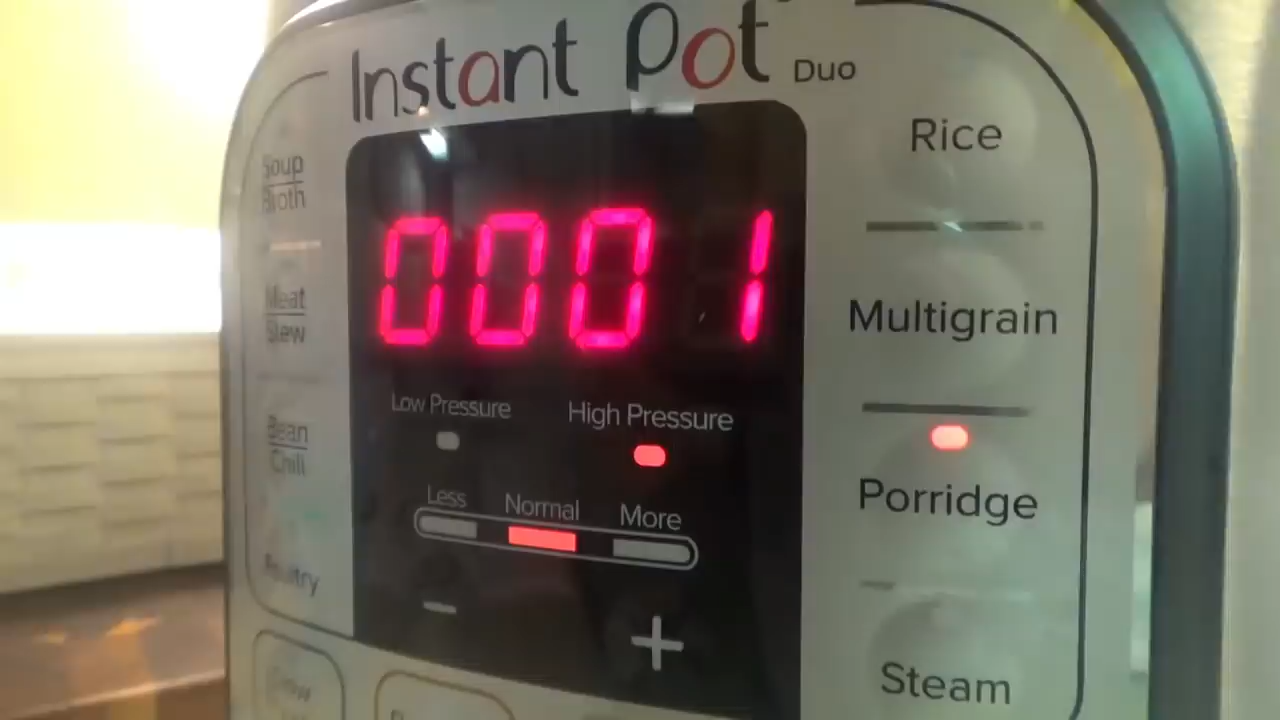 Instant Pot Duo
Soup
Broth
Meat
Stew
Bean
Chili
Poultry
0001
Low Pressure
High Pressure
Less
Normal
More
−
+
Rice
Multigrain
Porridge
Steam